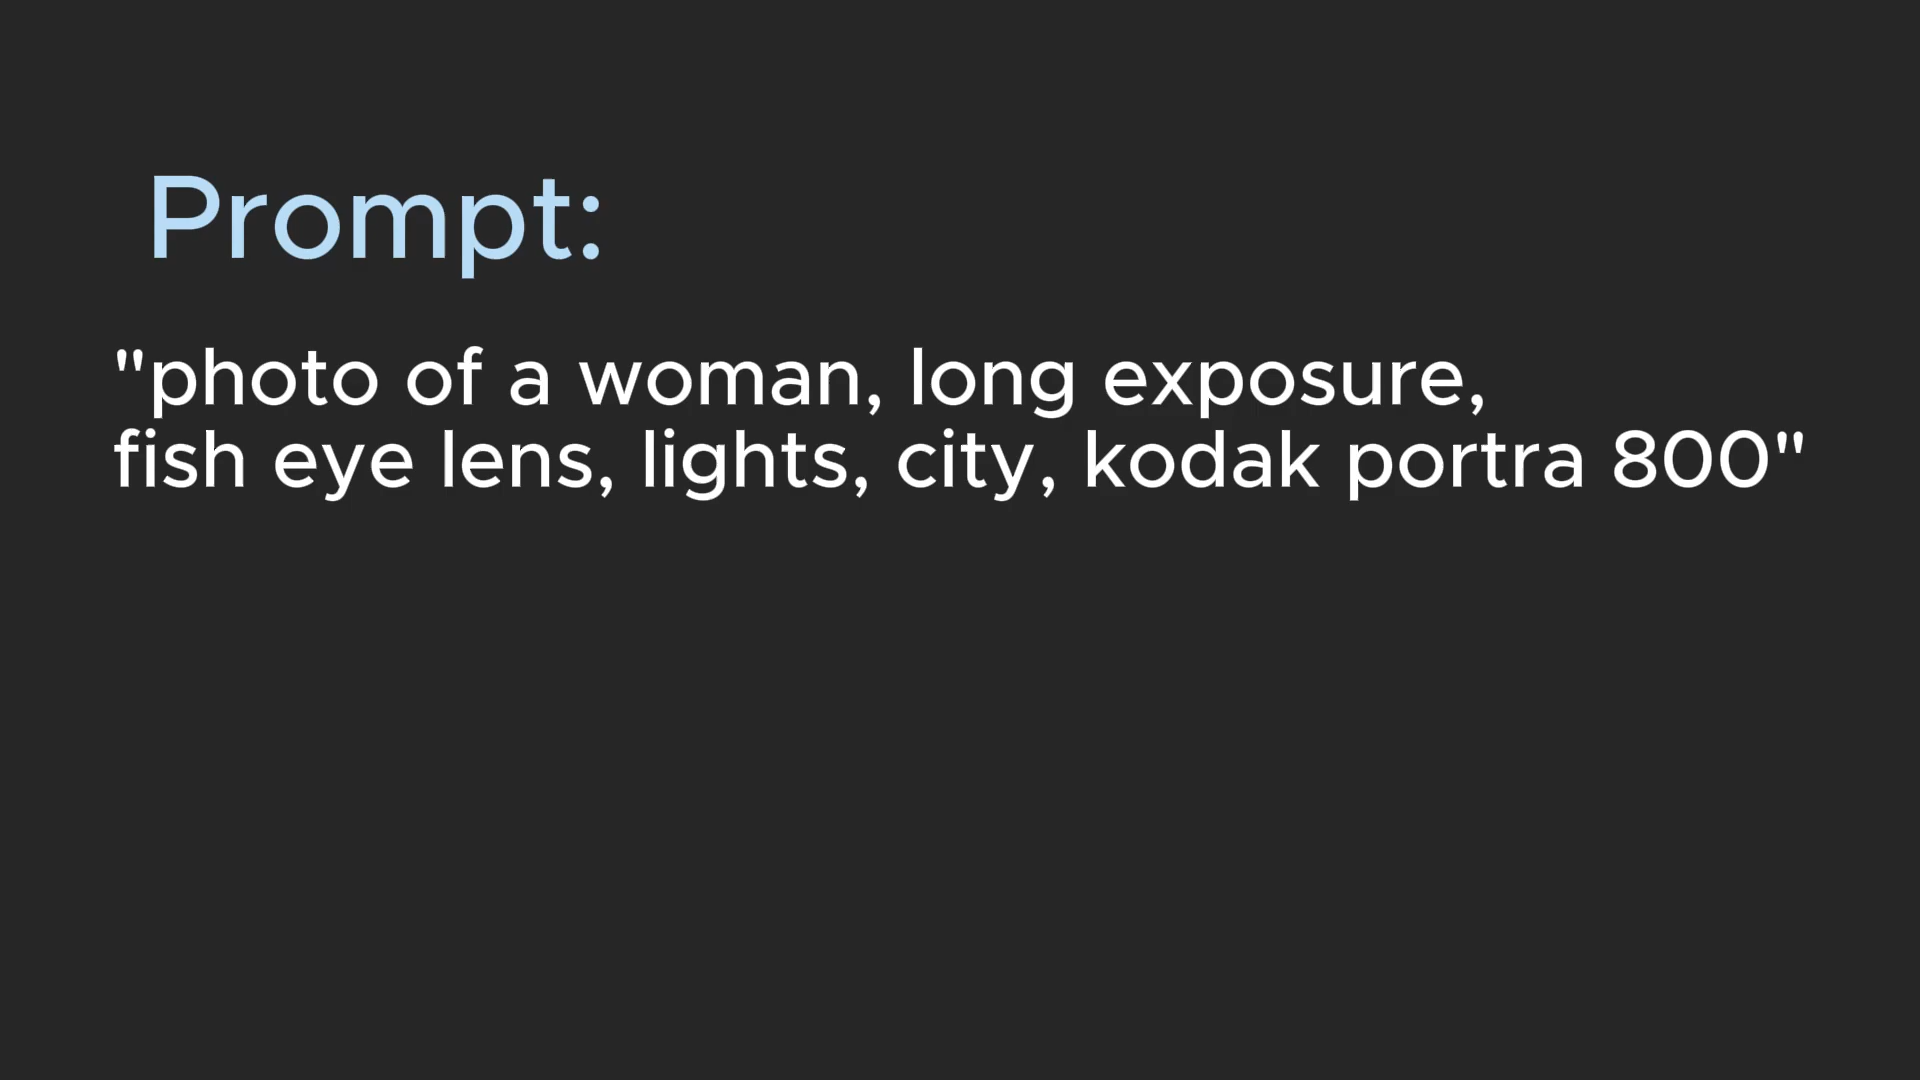 Prompt:
"photo of a woman, long exposure,
fish eye lens, lights, city, kodak portra 800"